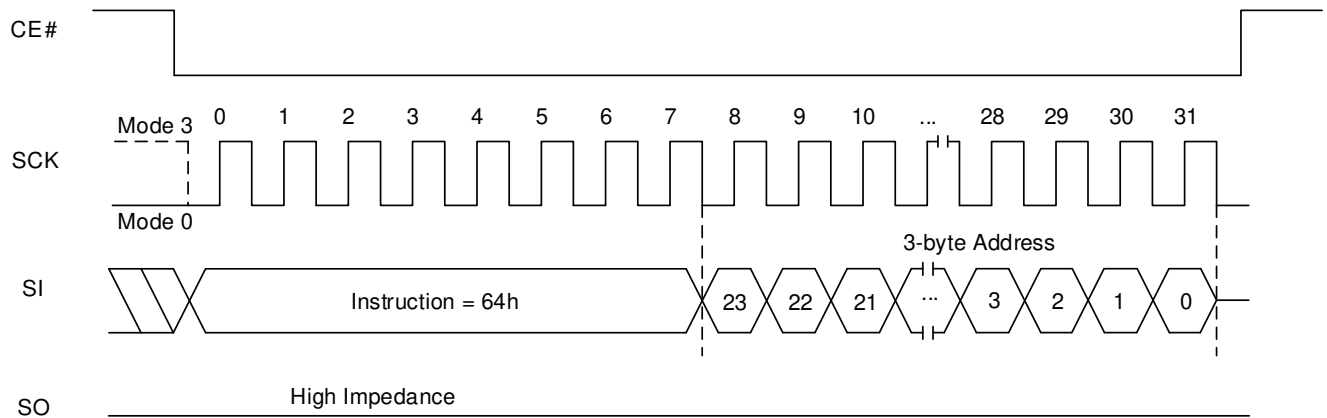 CE#
0 1 2 3 4 5 6 7 8 9 10 ... 28 29 30 31
Mode 3
SCK
Mode 0
3-byte Address
SI
Instruction = 64h
23 22 21 ... 3 2 1 0
High Impedance
SO